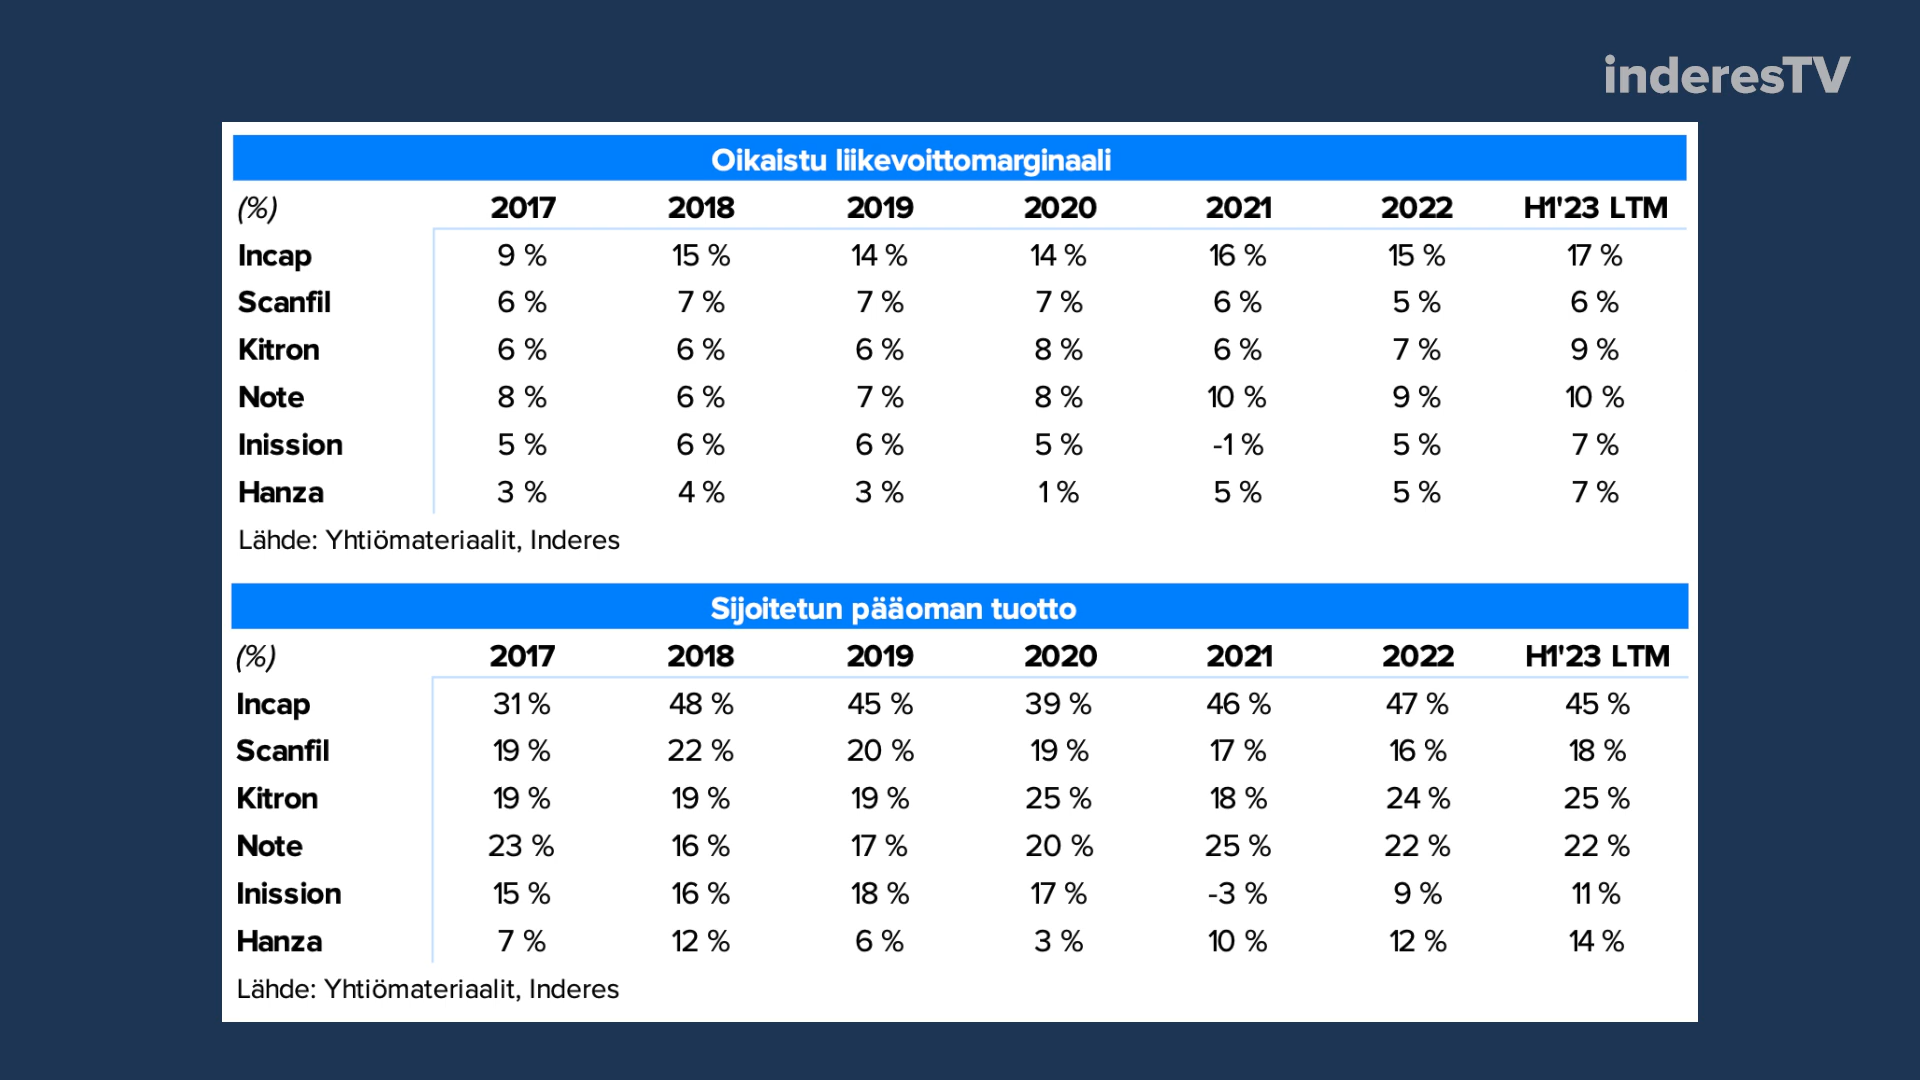 inderesTV
Oikaistu liikevoittomarginaali
(%) 2017 2018 2019 2020 2021 2022 H1'23 LTM
Incap 9 % 15 % 14 % 14 % 16 % 15 % 17 %
Scanfil 6 % 7 % 7 % 7 % 6 % 5 % 6 %
Kitron 6 % 6 % 6 % 8 % 6 % 7 % 9 %
Note 8 % 6 % 7 % 8 % 10 % 9 % 10 %
Inission 5 % 6 % 6 % 5 % -1 % 5 % 7 %
Hanza 3 % 4 % 3 % 1 % 5 % 5 % 7 %
Lähde: Yhtiömateriaalit, Inderes
Sijoitetun pääoman tuotto
(%) 2017 2018 2019 2020 2021 2022 H1'23 LTM
Incap 31 % 48 % 45 % 39 % 46 % 47 % 45 %
Scanfil 19 % 22 % 20 % 19 % 17 % 16 % 18 %
Kitron 19 % 19 % 19 % 25 % 18 % 24 % 25 %
Note 23 % 16 % 17 % 20 % 25 % 22 % 22 %
Inission 15 % 16 % 18 % 17 % -3 % 9 % 11 %
Hanza 7 % 12 % 6 % 3 % 10 % 12 % 14 %
Lähde: Yhtiömateriaalit, Inderes